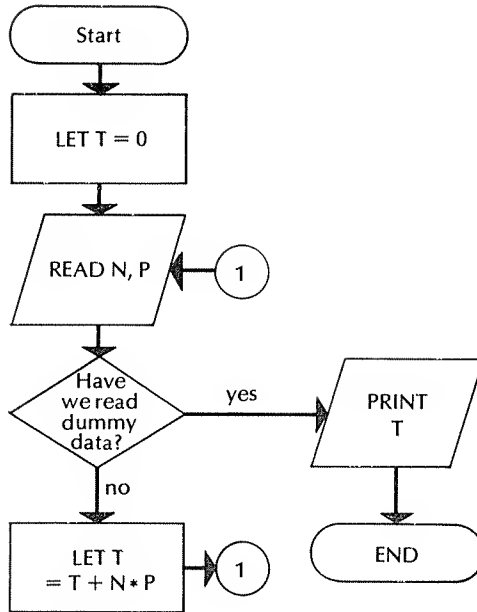 Start
LET T = 0
READ N, P
1
Have
we read
dummy
data?
yes
PRINT
T
no
END
LET T
= T + N * P
1